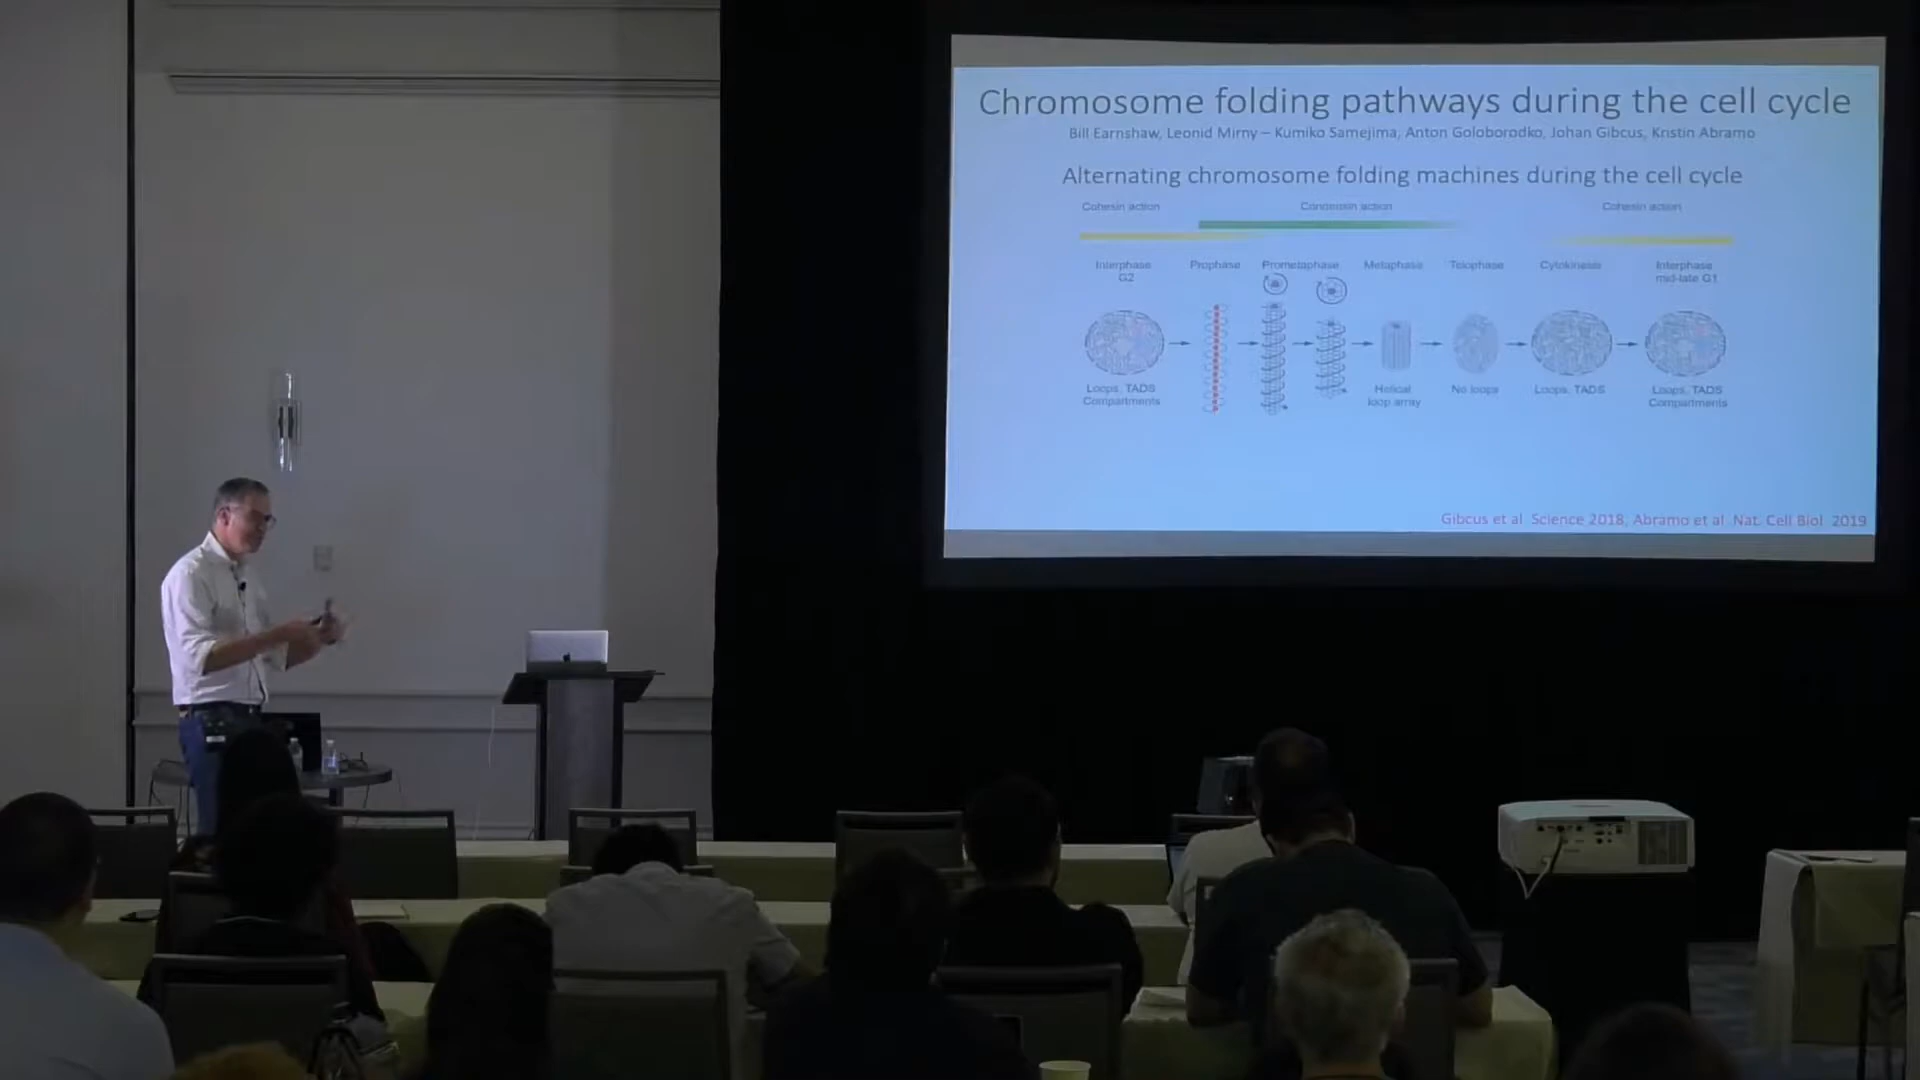 Chromosome folding pathways during the cell cycle
Bill Earnshaw, Leonid Mirny – Kumiko Samejima, Anton Goloborodko, Johan Gibcus, Kristin Abramo
Alternating chromosome folding machines during the cell cycle
Cohesin action
Condensin action
Cohesin action
Interphase
G2
Prophase
Prometaphase
Metaphase
Telophase
Cytokinesis
Interphase
mid-late G1
Loops, TADS
Compartments
Helical
loop array
No loops
Loops, TADS
Loops, TADS
Compartments
Gibcus et al. Science 2018, Abramo et al. Nat. Cell Biol. 2019